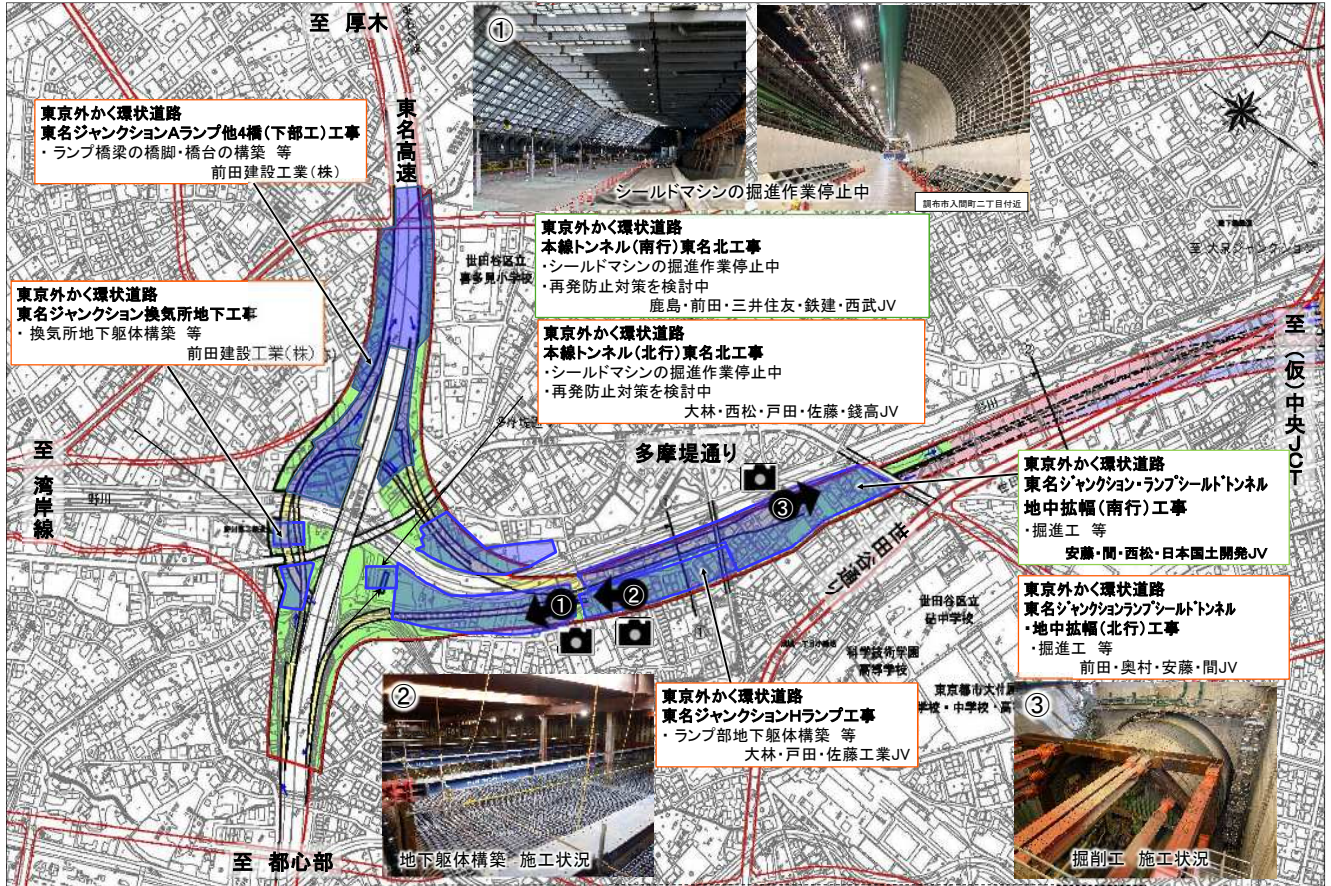 至 厚木
東名高速
①
シールドマシンの掘進作業停止中
調布市入間町二丁目付近
東京外かく環状道路
東名ジャンクションAランプ他4橋(下部工)工事
・ランプ橋梁の橋脚・橋台の構築 等
前田建設工業(株)
東京外かく環状道路
東名ジャンクション換気所地下工事
・換気所地下躯体構築 等
前田建設工業(株)
世田谷区立
喜多見小学校
東京外かく環状道路
本線トンネル(南行)東名北工事
・シールドマシンの掘進作業停止中
・再発防止対策を検討中
鹿島・前田・三井住友・鉄建・西武JV
東京外かく環状道路
本線トンネル(北行)東名北工事
・シールドマシンの掘進作業停止中
・再発防止対策を検討中
大林・西松・戸田・佐藤・錢高JV
至 大泉ジャンクション
至 (仮)中央JCT
至 湾岸線
野川
野川
多摩堤通り
世田谷通り
③
②
①
東京外かく環状道路
東名ジャンクション・ランプシールドトンネル
地中拡幅(南行)工事
・掘進工 等
安藤・間・西松・日本国土開発JV
東京外かく環状道路
東名ジャンクションランプシールドトンネル
・地中拡幅(北行)工事
・掘進工 等
前田・奥村・安藤・間JV
世田谷区立
砧中学校
科学技術学園
高等学校
東京都市大付属
学校・中学校・高
東京外かく環状道路
東名ジャンクションHランプ工事
・ランプ部地下躯体構築 等
大林・戸田・佐藤工業JV
②
地下躯体構築 施工状況
③
掘削工 施工状況
至 都心部